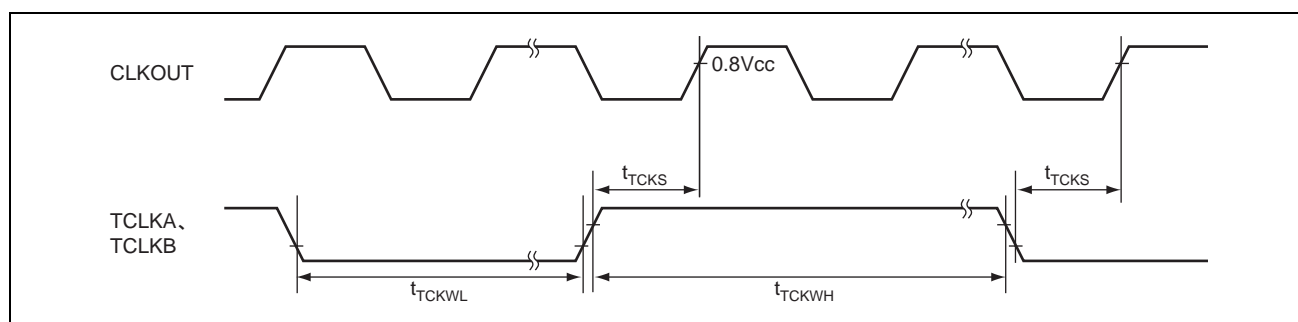 CLKOUT
0.8Vcc
tTCKS
tTCKS
TCLKA、
TCLKB
tTCKWL
tTCKWH